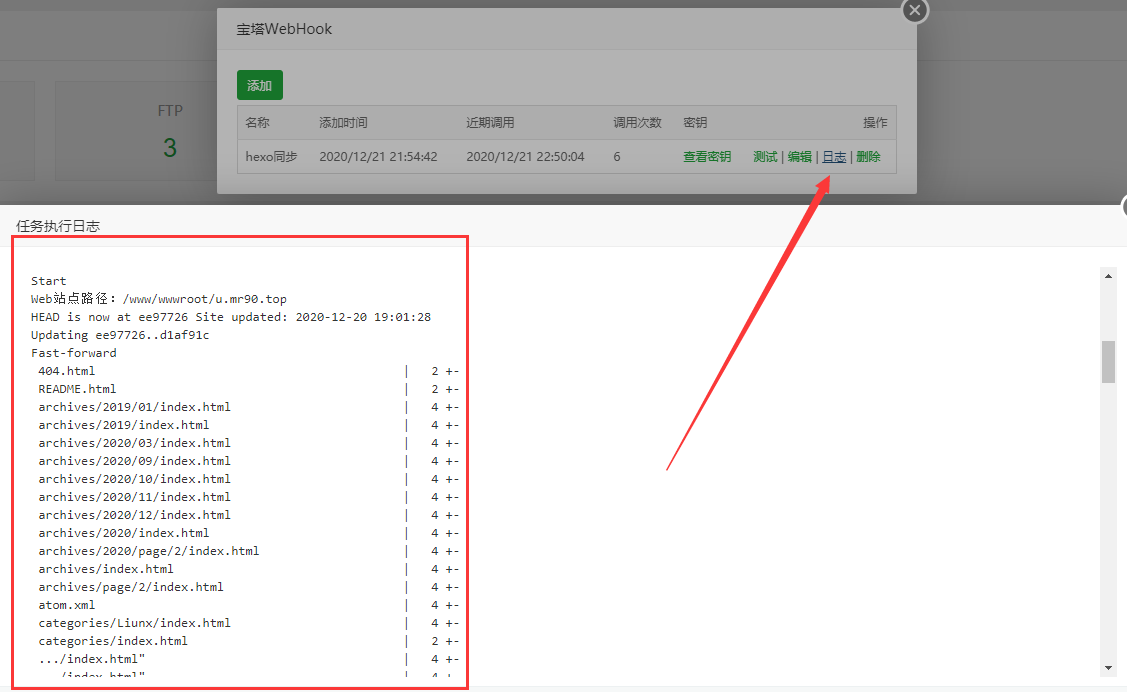 宝塔WebHook
添加
FTP
3
名称 添加时间 近期调用 调用次数 密钥 操作
hexo同步 2020/12/21 21:54:42 2020/12/21 22:50:04 6 查看密钥 测试 | 编辑 | 日志 | 删除
任务执行日志
Start
Web站点路径：/www/wwwroot/u.mr90.top
HEAD is now at ee97726 Site updated: 2020-12-20 19:01:28
Updating ee97726..d1af91c
Fast-forward
404.html | 2 +-
README.html | 2 +-
archives/2019/01/index.html | 4 +-
archives/2019/index.html | 4 +-
archives/2020/03/index.html | 4 +-
archives/2020/09/index.html | 4 +-
archives/2020/10/index.html | 4 +-
archives/2020/11/index.html | 4 +-
archives/2020/12/index.html | 4 +-
archives/2020/index.html | 4 +-
archives/2020/page/2/index.html | 4 +-
archives/index.html | 4 +-
archives/page/2/index.html | 4 +-
atom.xml | 4 +-
categories/Liunx/index.html | 4 +-
categories/index.html | 2 +-
.../index.html" | 4 +-
.../index.html" | 4 +-